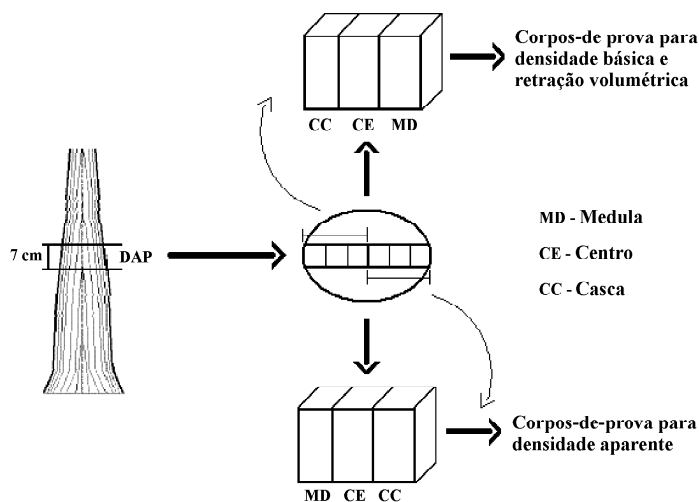 Corpos-de prova para
densidade básica e
retração volumétrica
CC CE MD
7 cm
DAP
MD - Medula
CE - Centro
CC - Casca
Corpos-de-prova para
densidade aparente
MD CE CC